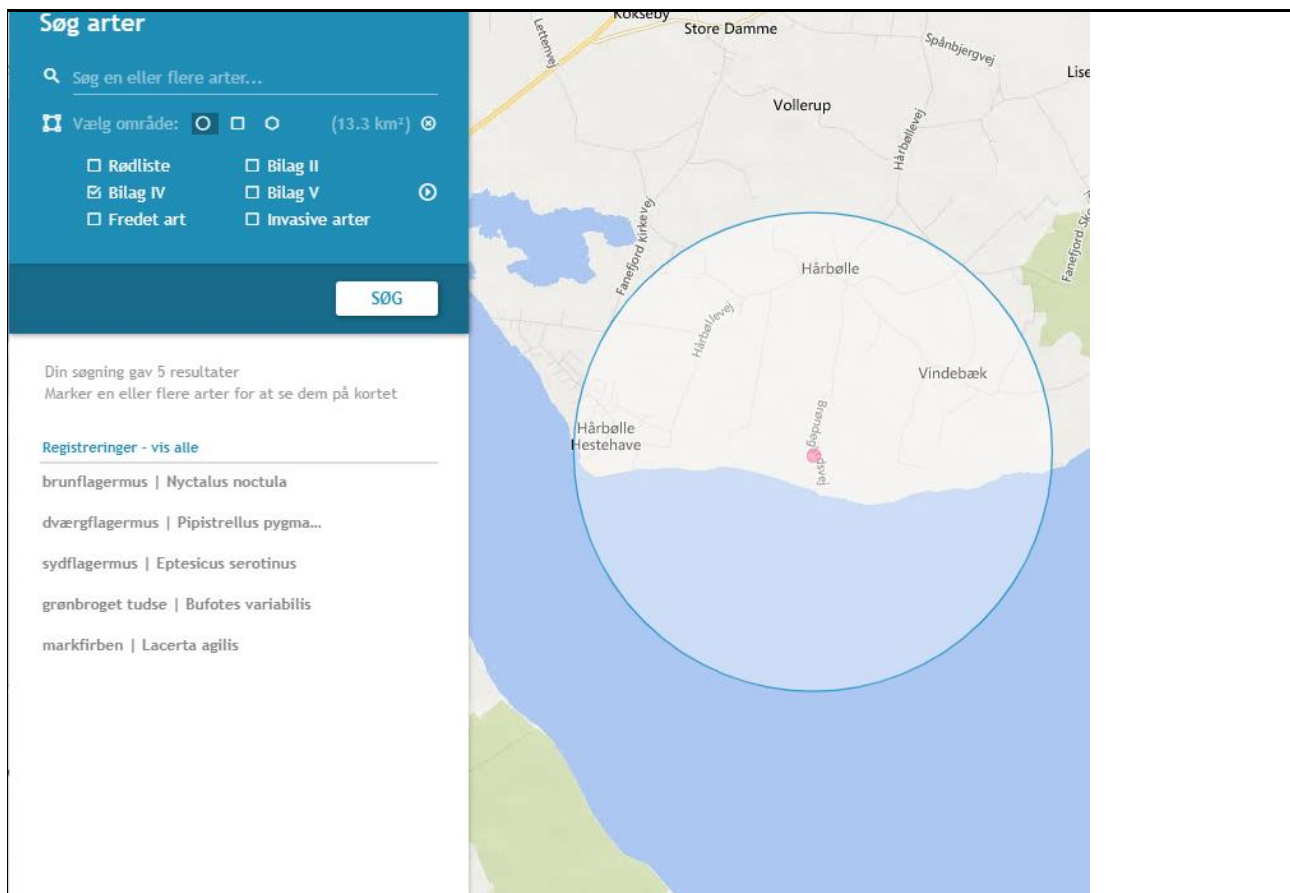 Søg arter
Søg en eller flere arter...
Vælg område: (13.3 km²)
Rødliste Bilag II
Bilag IV Bilag V
Fredet art Invasive arter
SØG
Din søgning gav 5 resultater
Marker en eller flere arter for at se dem på kortet
Registreringer - vis alle
brunflagermus | Nyctalus noctula
dværgflagermus | Pipistrellus pygma...
sydflagermus | Eptesicus serotinus
grønbroget tudse | Bufotes variabilis
markfirben | Lacerta agilis
Kokseby
Store Damme
Lettenvej
Spånbjergvej
Lise
Vollerup
Hårbøllevej
Fanefjord Kirkevej
Fanefjord Sko
Hårbølle
Hårbøllevej
Vindebæk
Hårbølle
Hestehave